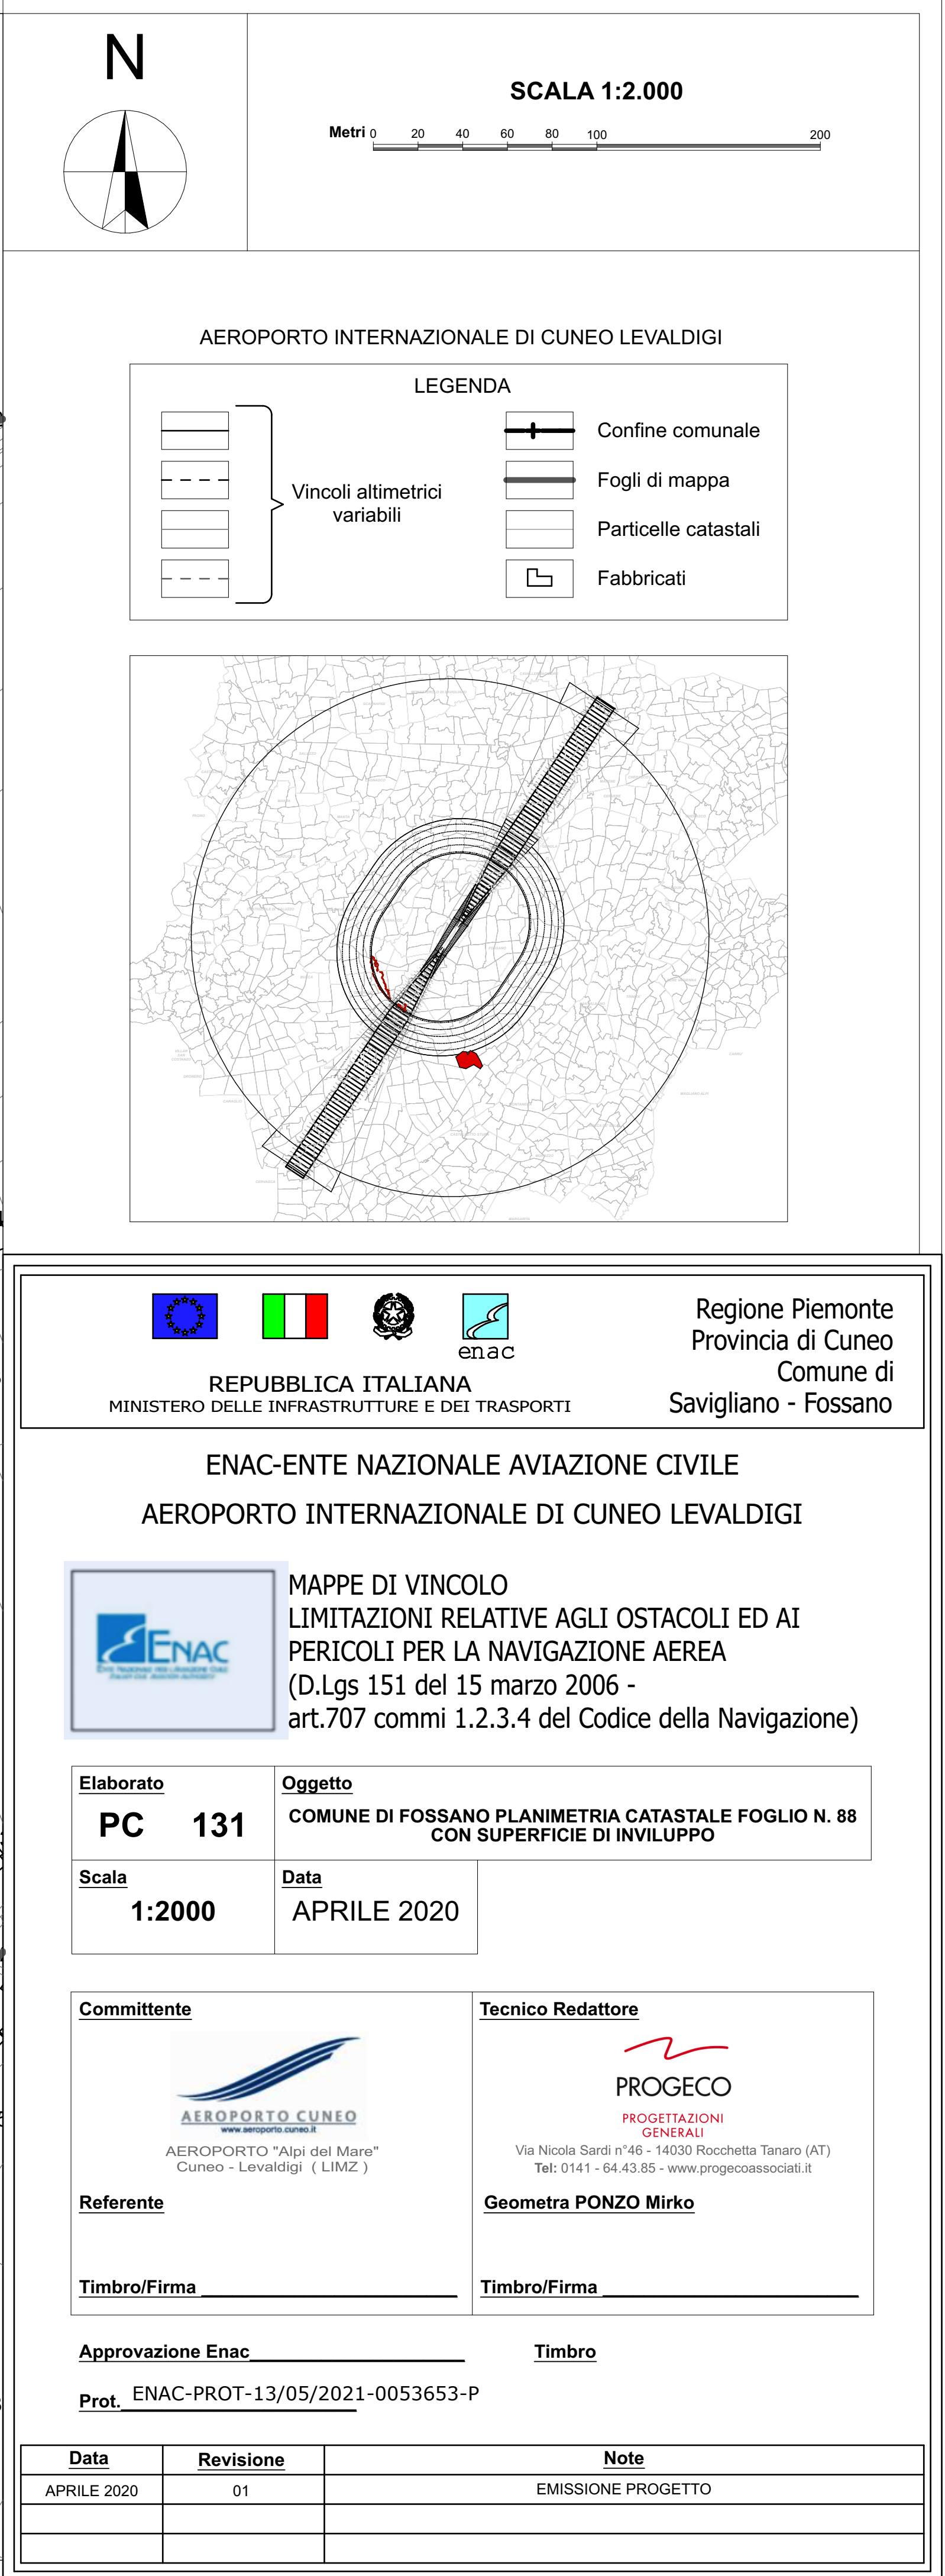 N
SCALA 1:2.000
Metri 0 20 40 60 80 100 200
AEROPORTO INTERNAZIONALE DI CUNEO LEVALDIGI
LEGENDA
Vincoli altimetrici
variabili
Confine comunale
Fogli di mappa
Particelle catastali
Fabbricati
enac
REPUBBLICA ITALIANA
MINISTERO DELLE INFRASTRUTTURE E DEI TRASPORTI
Regione Piemonte
Provincia di Cuneo
Comune di
Savigliano - Fossano
ENAC-ENTE NAZIONALE AVIAZIONE CIVILE
AEROPORTO INTERNAZIONALE DI CUNEO LEVALDIGI
ENAC
MAPPE DI VINCOLO
LIMITAZIONI RELATIVE AGLI OSTACOLI ED AI
PERICOLI PER LA NAVIGAZIONE AEREA
(D.Lgs 151 del 15 marzo 2006 -
art.707 commi 1.2.3.4 del Codice della Navigazione)
Elaborato
PC 131
Oggetto
COMUNE DI FOSSANO PLANIMETRIA CATASTALE FOGLIO N. 88
CON SUPERFICIE DI INVILUPPO
Scala
1:2000
Data
APRILE 2020
Committente
AEROPORTO CUNEO
www.aeroporto.cuneo.it
AEROPORTO "Alpi del Mare"
Cuneo - Levaldigi ( LIMZ )
Referente
Timbro/Firma
Tecnico Redattore
PROGECO
PROGETTAZIONI
GENERALI
Via Nicola Sardi n°46 - 14030 Rocchetta Tanaro (AT)
Tel: 0141 - 64.43.85 - www.progecoassociati.it
Geometra PONZO Mirko
Timbro/Firma
Approvazione Enac
Timbro
Prot. ENAC-PROT-13/05/2021-0053653-P
Data Revisione Note
APRILE 2020 01 EMISSIONE PROGETTO